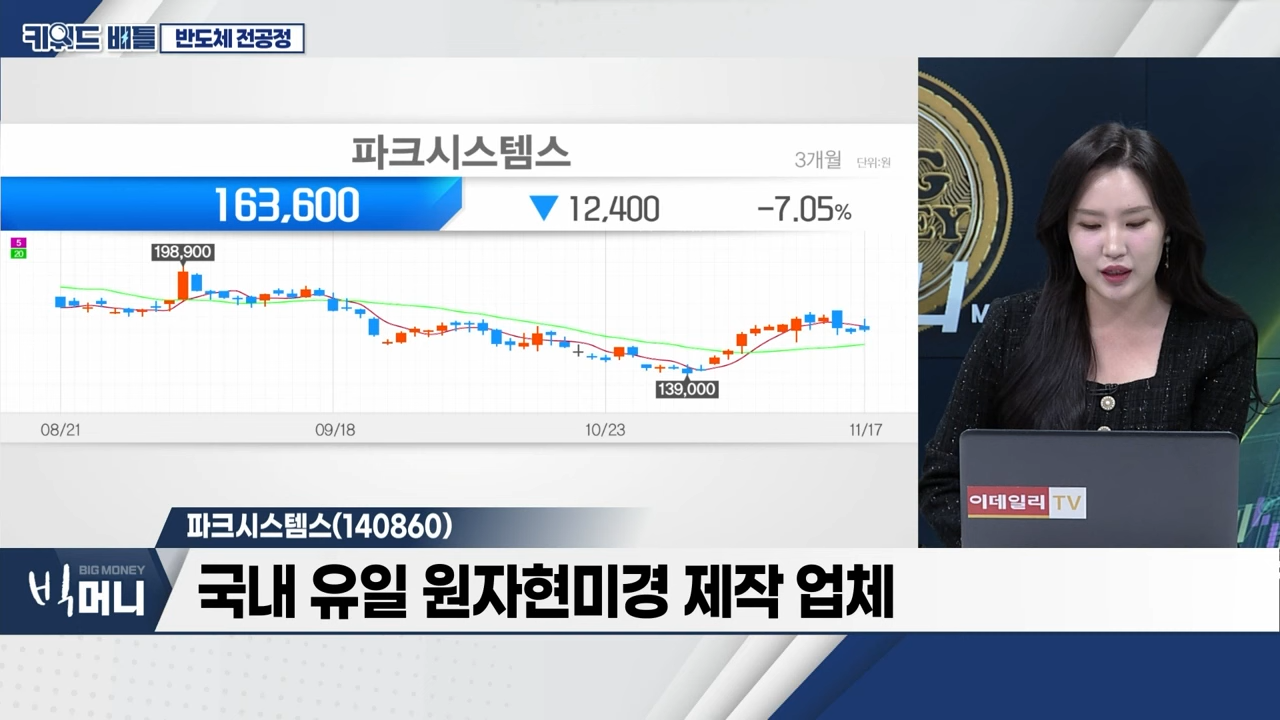 키워드 배틀 반도체 전공정
파크시스템스
3개월 단위:원
163,600 ▼ 12,400 -7.05%
5
20
198,900
139,000
08/21 09/18 10/23 11/17
이데일리 TV
파크시스템스(140860)
BIG MONEY
빅머니
국내 유일 원자현미경 제작 업체